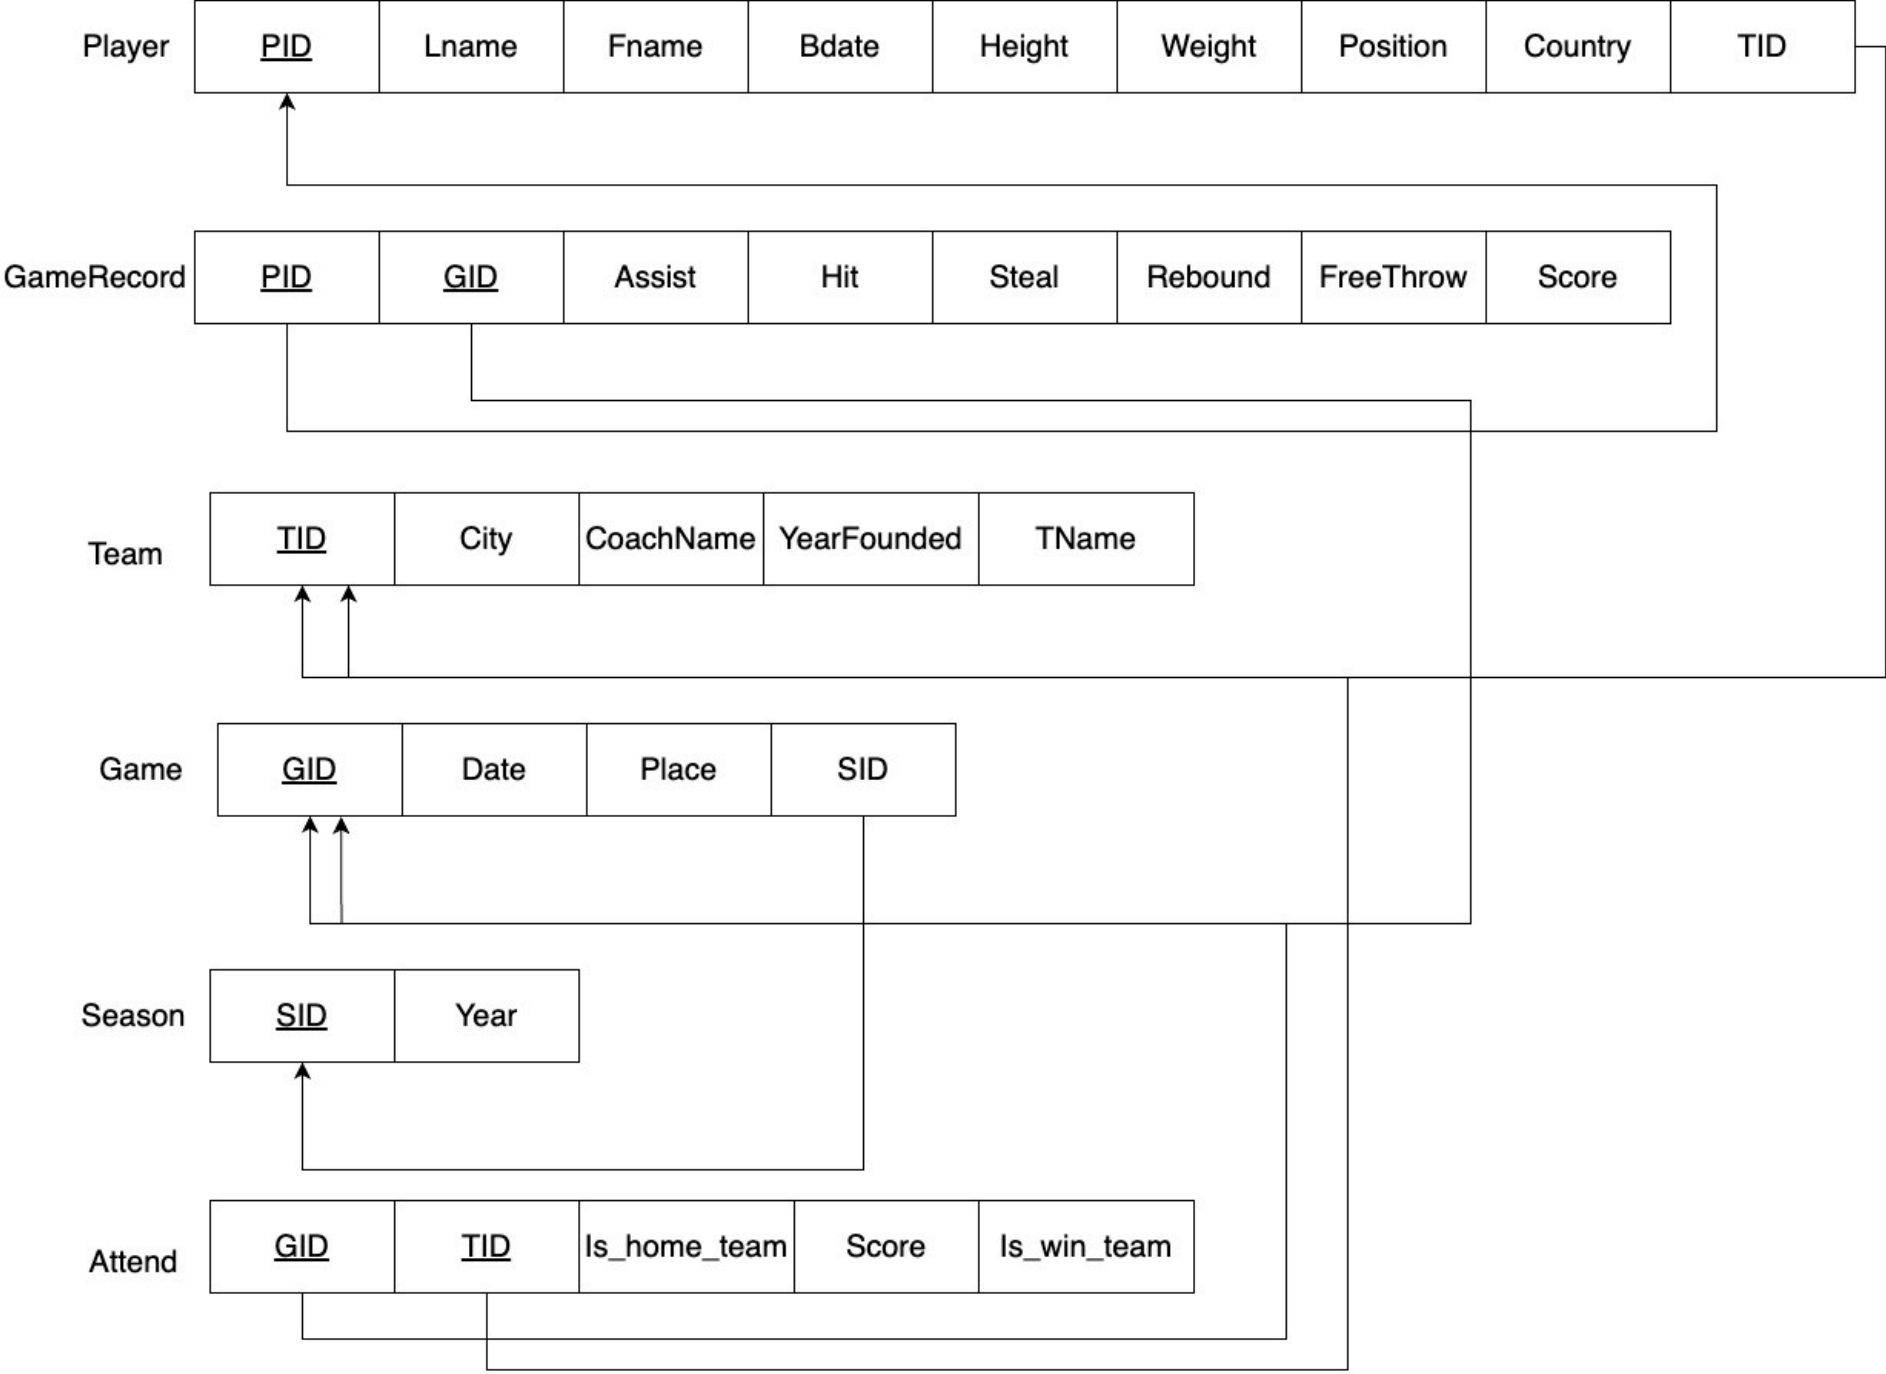 Player PID Lname Fname Bdate Height Weight Position Country TID
GameRecord PID GID Assist Hit Steal Rebound FreeThrow Score
Team TID City CoachName YearFounded TName
Game GID Date Place SID
Season SID Year
Attend GID TID Is_home_team Score Is_win_team